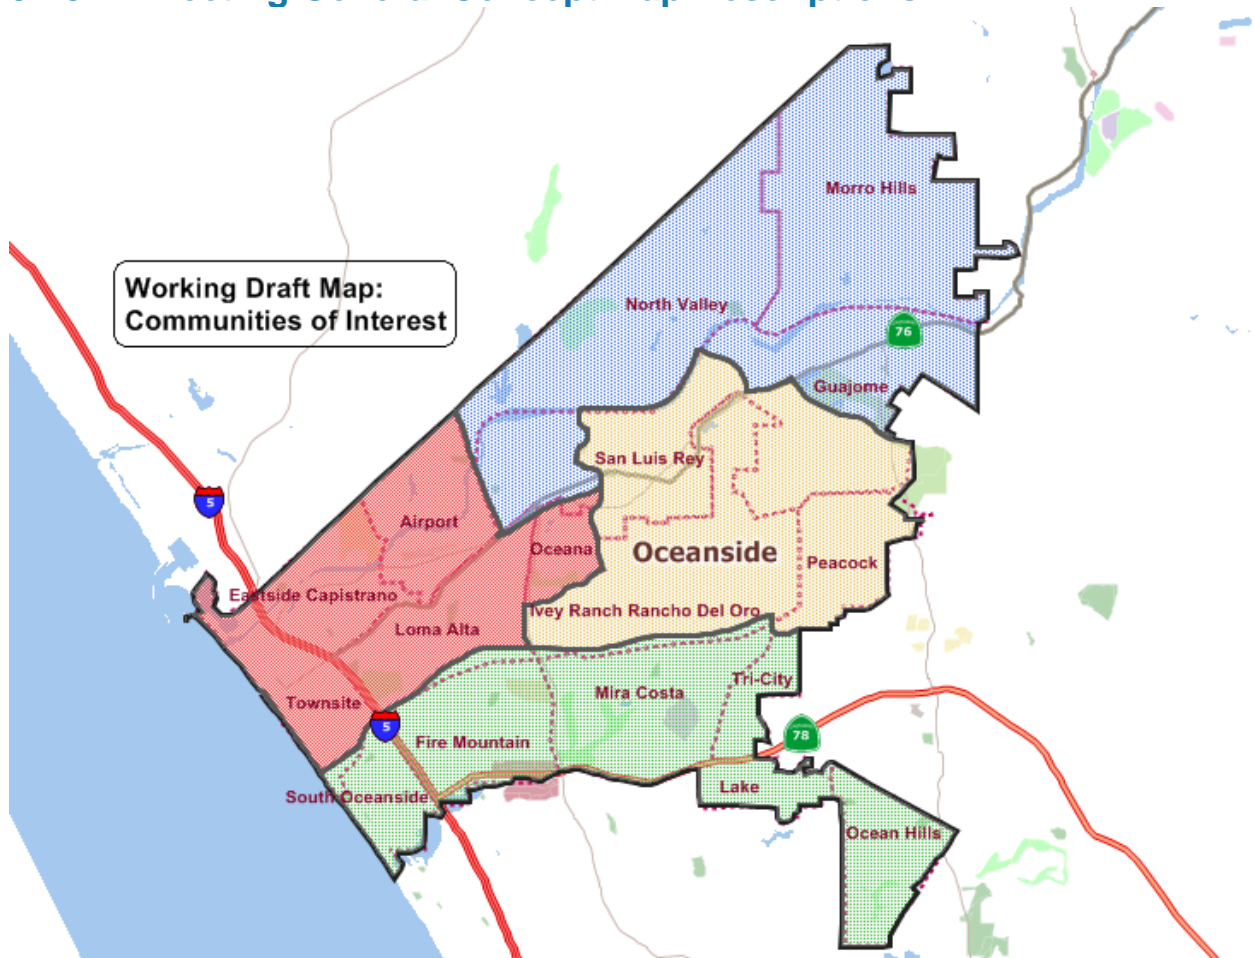 Working Draft Map:
Communities of Interest
Morro Hills
North Valley
76
Guajome
San Luis Rey
5
Airport
Oceana
Oceanside
Peacock
Eastside Capistrano
Ivey Ranch Rancho Del Oro
Loma Alta
Tri-City
Mira Costa
Townsite
5
78
Fire Mountain
Lake
South Oceanside
Ocean Hills